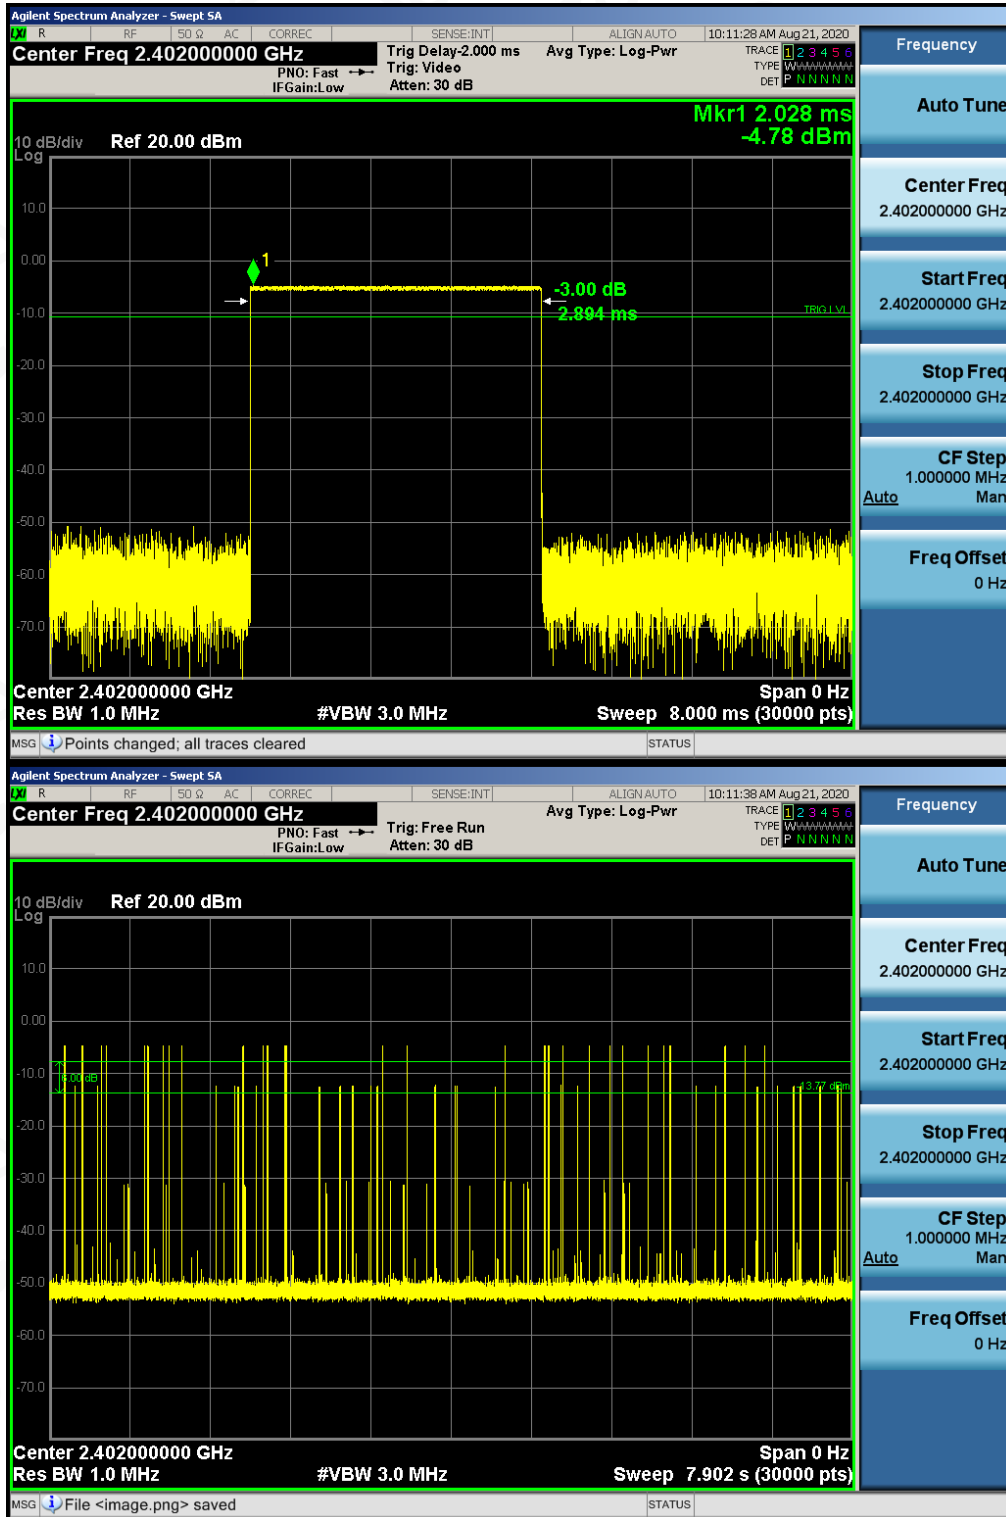 Agilent Spectrum Analyzer - Swept SA
LXI R RF 50 Ω AC CORREC SENSE:INT ALIGN AUTO 10:11:28 AM Aug 21, 2020
Center Freq 2.402000000 GHz
PNO: Fast
IFGain:Low
Trig Delay-2.000 ms
Trig: Video
Atten: 30 dB
Avg Type: Log-Pwr
TRACE 1 2 3 4 5 6
TYPE WWWWWW
DET P N N N N N
Mkr1 2.028 ms
-4.78 dBm
10 dB/div Ref 20.00 dBm
Log
10.0
0.00
1
-3.00 dB
2.894 ms
-10.0
TRIG LVL
-20.0
-30.0
-40.0
-50.0
-60.0
-70.0
Center 2.402000000 GHz Span 0 Hz
Res BW 1.0 MHz #VBW 3.0 MHz Sweep 8.000 ms (30000 pts)
MSG Points changed; all traces cleared STATUS
Frequency
Auto Tune
Center Freq
2.402000000 GHz
Start Freq
2.402000000 GHz
Stop Freq
2.402000000 GHz
CF Step
1.000000 MHz
Auto Man
Freq Offset
0 Hz
Agilent Spectrum Analyzer - Swept SA
LXI R RF 50 Ω AC CORREC SENSE:INT ALIGN AUTO 10:11:38 AM Aug 21, 2020
Center Freq 2.402000000 GHz
PNO: Fast
IFGain:Low
Trig: Free Run
Atten: 30 dB
Avg Type: Log-Pwr
TRACE 1 2 3 4 5 6
TYPE WWWWWW
DET P N N N N N
10 dB/div Ref 20.00 dBm
Log
10.0
0.00
-10.0
6.00 dB
-13.77 dBm
-20.0
-30.0
-40.0
-50.0
-60.0
-70.0
Center 2.402000000 GHz Span 0 Hz
Res BW 1.0 MHz #VBW 3.0 MHz Sweep 7.902 s (30000 pts)
MSG File <image.png> saved STATUS
Frequency
Auto Tune
Center Freq
2.402000000 GHz
Start Freq
2.402000000 GHz
Stop Freq
2.402000000 GHz
CF Step
1.000000 MHz
Auto Man
Freq Offset
0 Hz